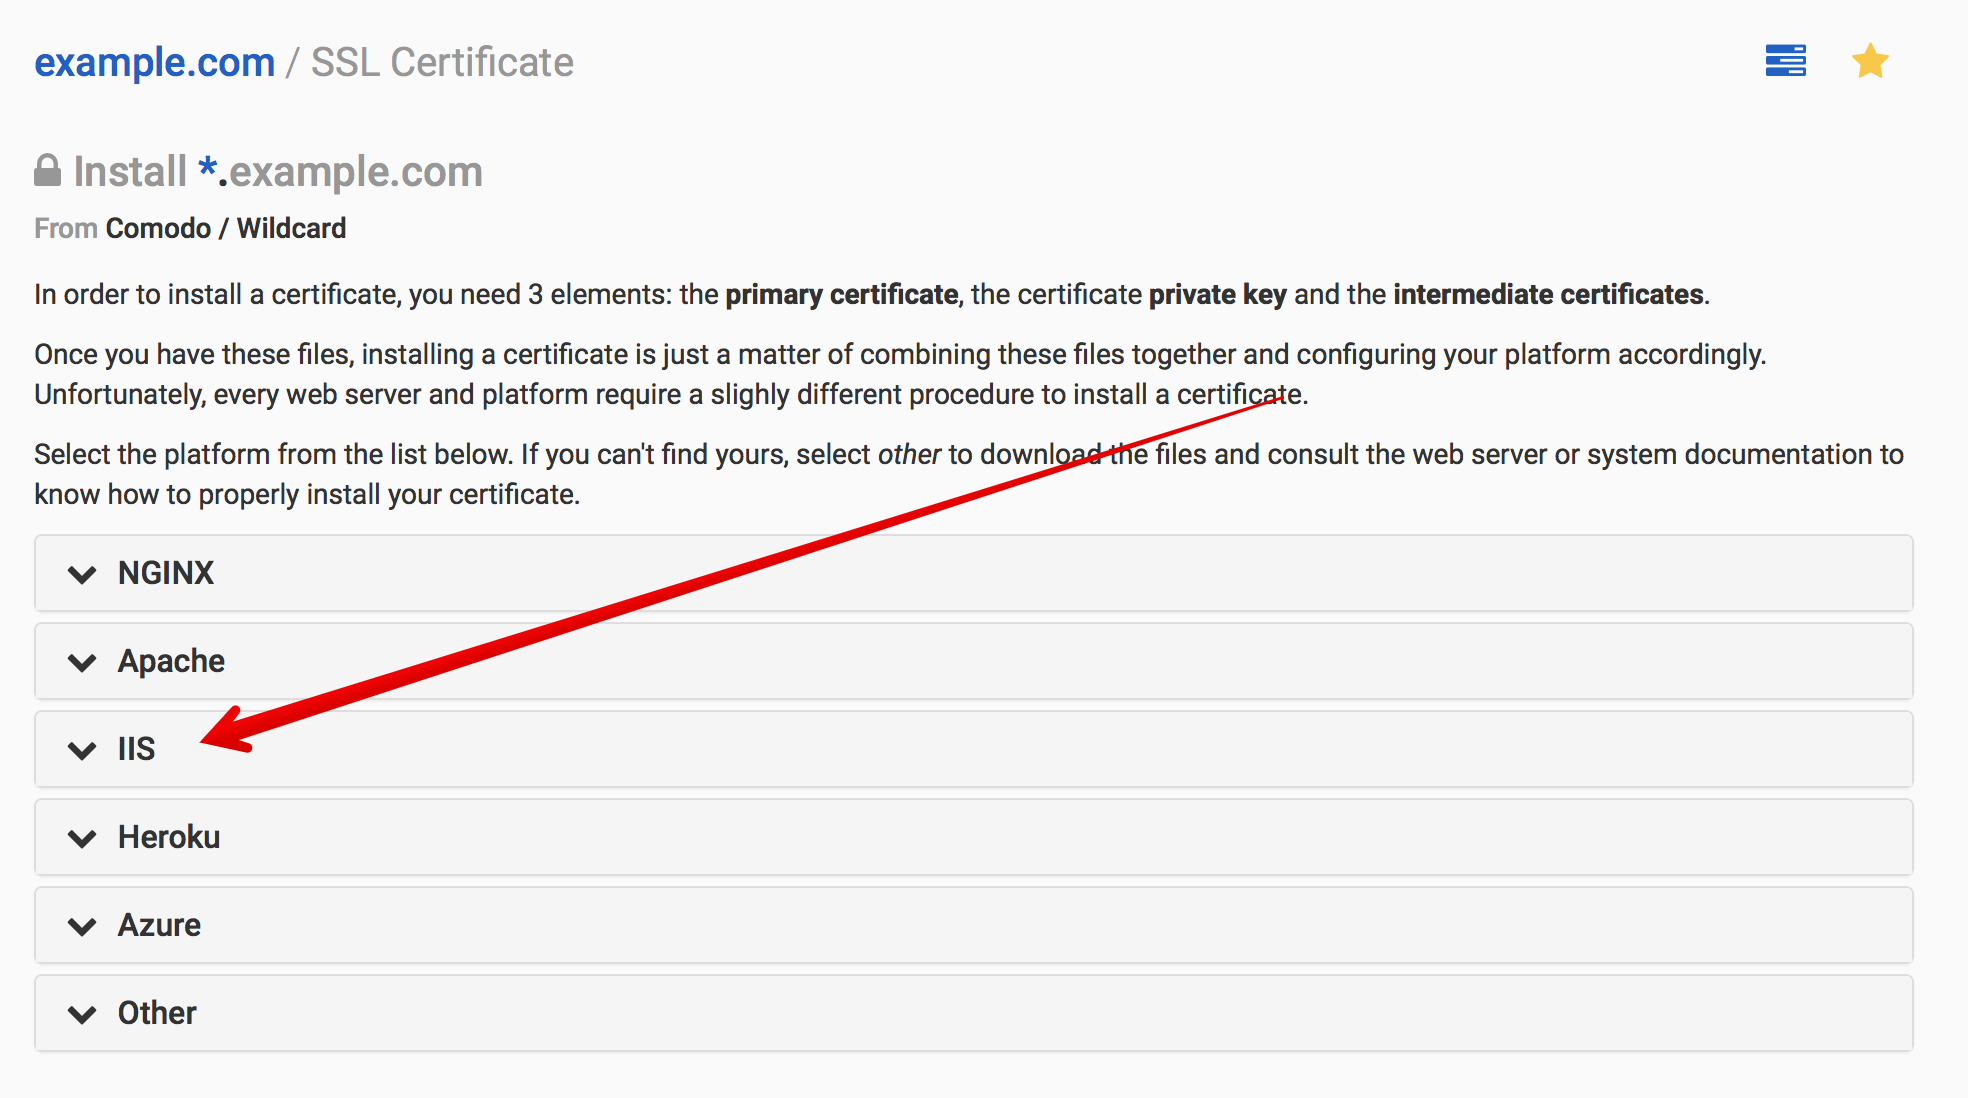 example.com / SSL Certificate
Install *.example.com
From Comodo / Wildcard
In order to install a certificate, you need 3 elements: the primary certificate, the certificate private key and the intermediate certificates.
Once you have these files, installing a certificate is just a matter of combining these files together and configuring your platform accordingly.
Unfortunately, every web server and platform require a slighly different procedure to install a certificate.
Select the platform from the list below. If you can't find yours, select other to download the files and consult the web server or system documentation to
know how to properly install your certificate.
NGINX
Apache
IIS
Heroku
Azure
Other